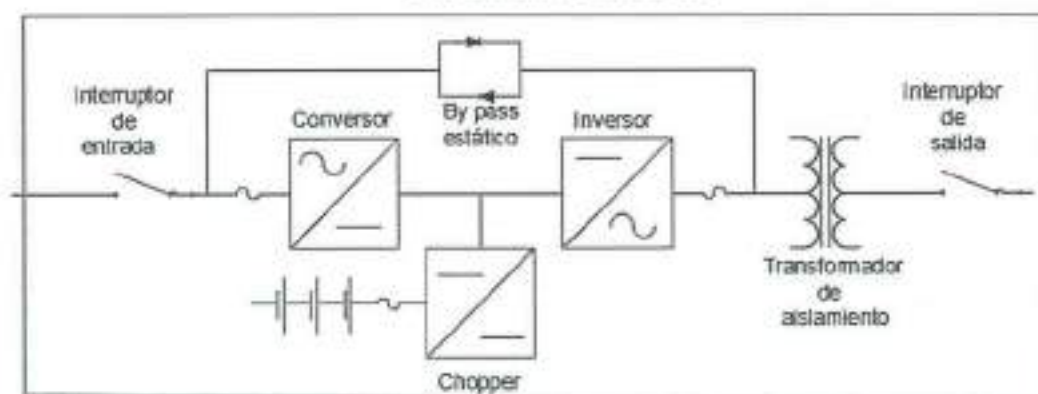 Interruptor
de
entrada
Conversor
By pass
estático
Inversor
Interruptor
de
salida
Transformador
de
aislamiento
Chopper